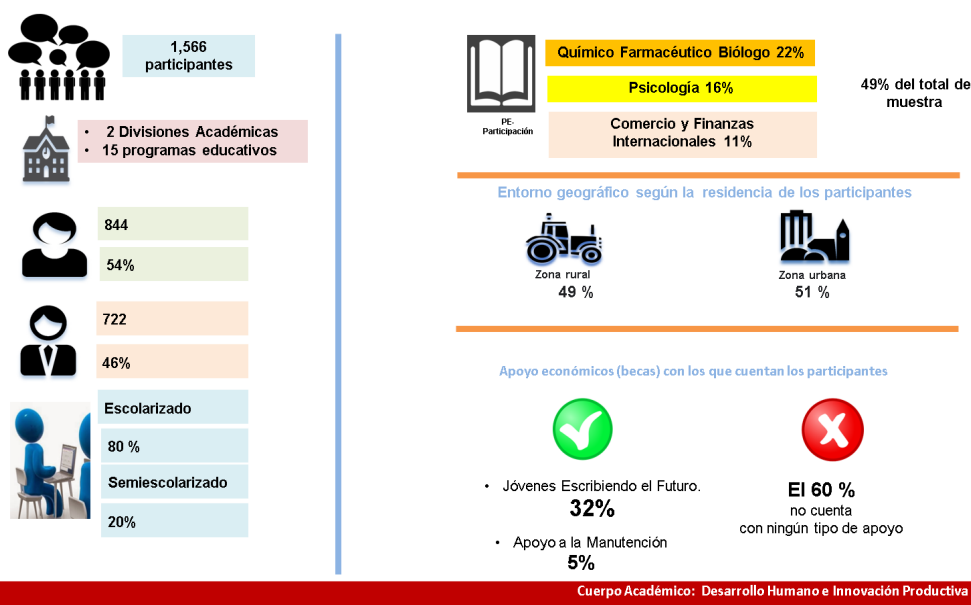 1,566
participantes
• 2 Divisiones Académicas
• 15 programas educativos
844
54%
722
46%
Escolarizado
80 %
Semiescolarizado
20%
PE-
Participación
Químico Farmacéutico Biólogo 22%
Psicología 16%
Comercio y Finanzas
Internacionales 11%
49% del total de
muestra
Entorno geográfico según la residencia de los participantes
Zona rural
49 %
Zona urbana
51 %
Apoyo económicos (becas) con los que cuentan los participantes
• Jóvenes Escribiendo el Futuro.
32%
• Apoyo a la Manutención
5%
El 60 %
no cuenta
con ningún tipo de apoyo
Cuerpo Académico: Desarrollo Humano e Innovación Productiva